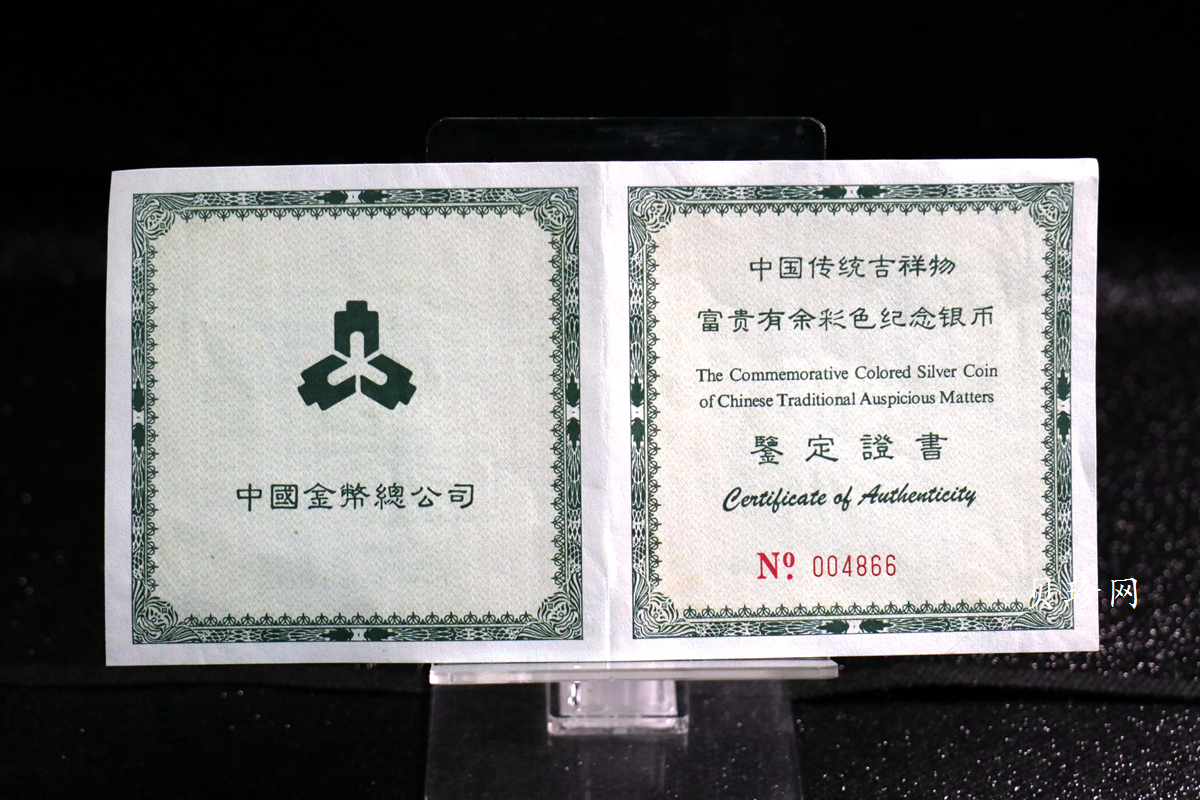 中國金幣總公司
中国传统吉祥物
富贵有余彩色纪念银币
The Commemorative Colored Silver Coin
of Chinese Traditional Auspicious Matters
鑒定證書
Certificate of Authenticity
Nº. 004866
网